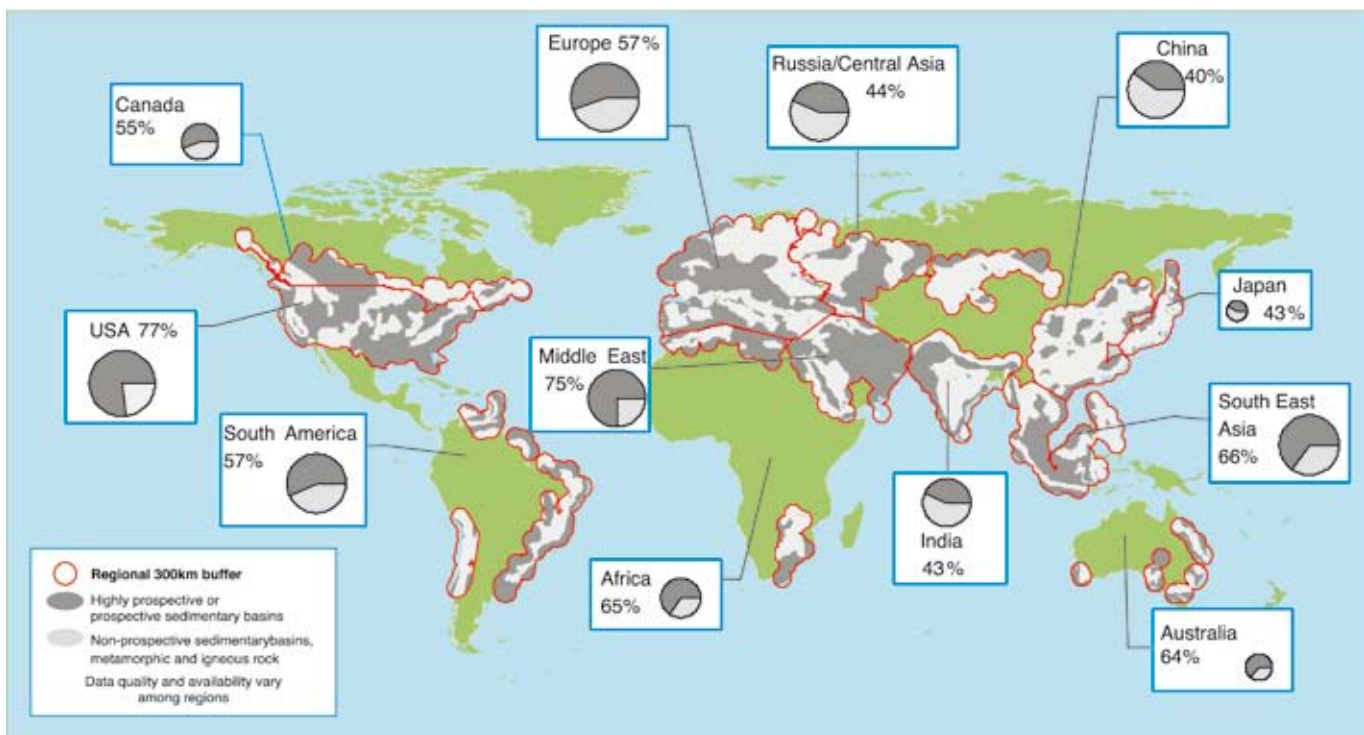 Europe 57%
Russia/Central Asia
44%
China
40%
Canada
55%
Japan
43%
USA 77%
Middle East
75%
South East
Asia
66%
South America
57%
India
43%
Africa
65%
Australia
64%
Regional 300km buffer
Highly prospective or
prospective sedimentary basins
Non-prospective sedimentarybasins,
metamorphic and igneous rock
Data quality and availability vary
among regions